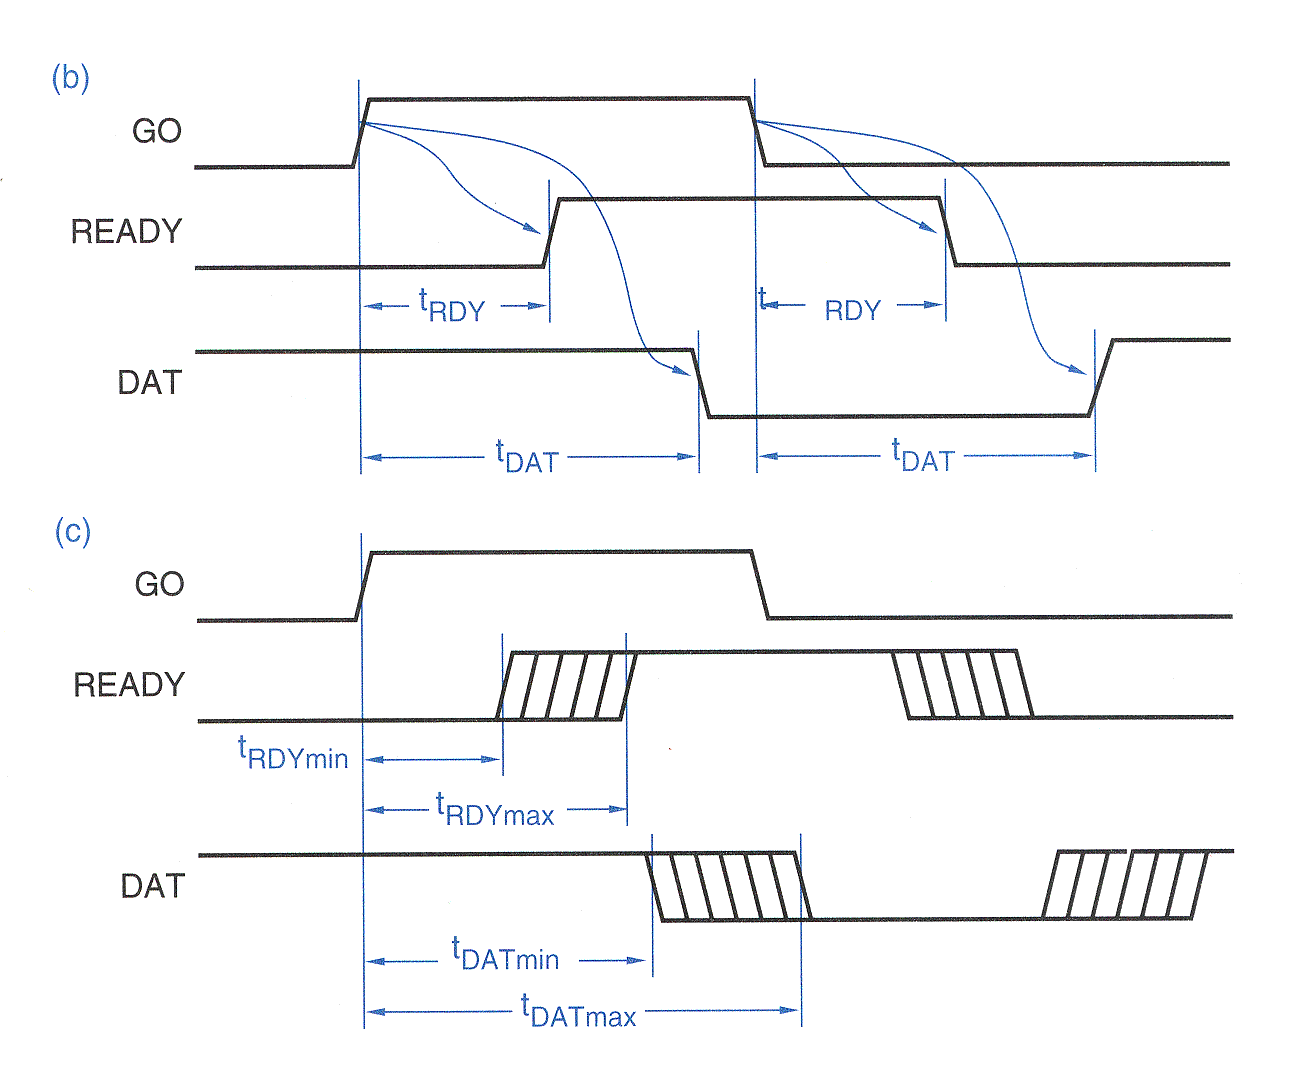 (b)
GO
READY
tRDY
t RDY
DAT
tDAT
tDAT
(c)
GO
READY
tRDYmin
tRDYmax
DAT
tDATmin
tDATmax